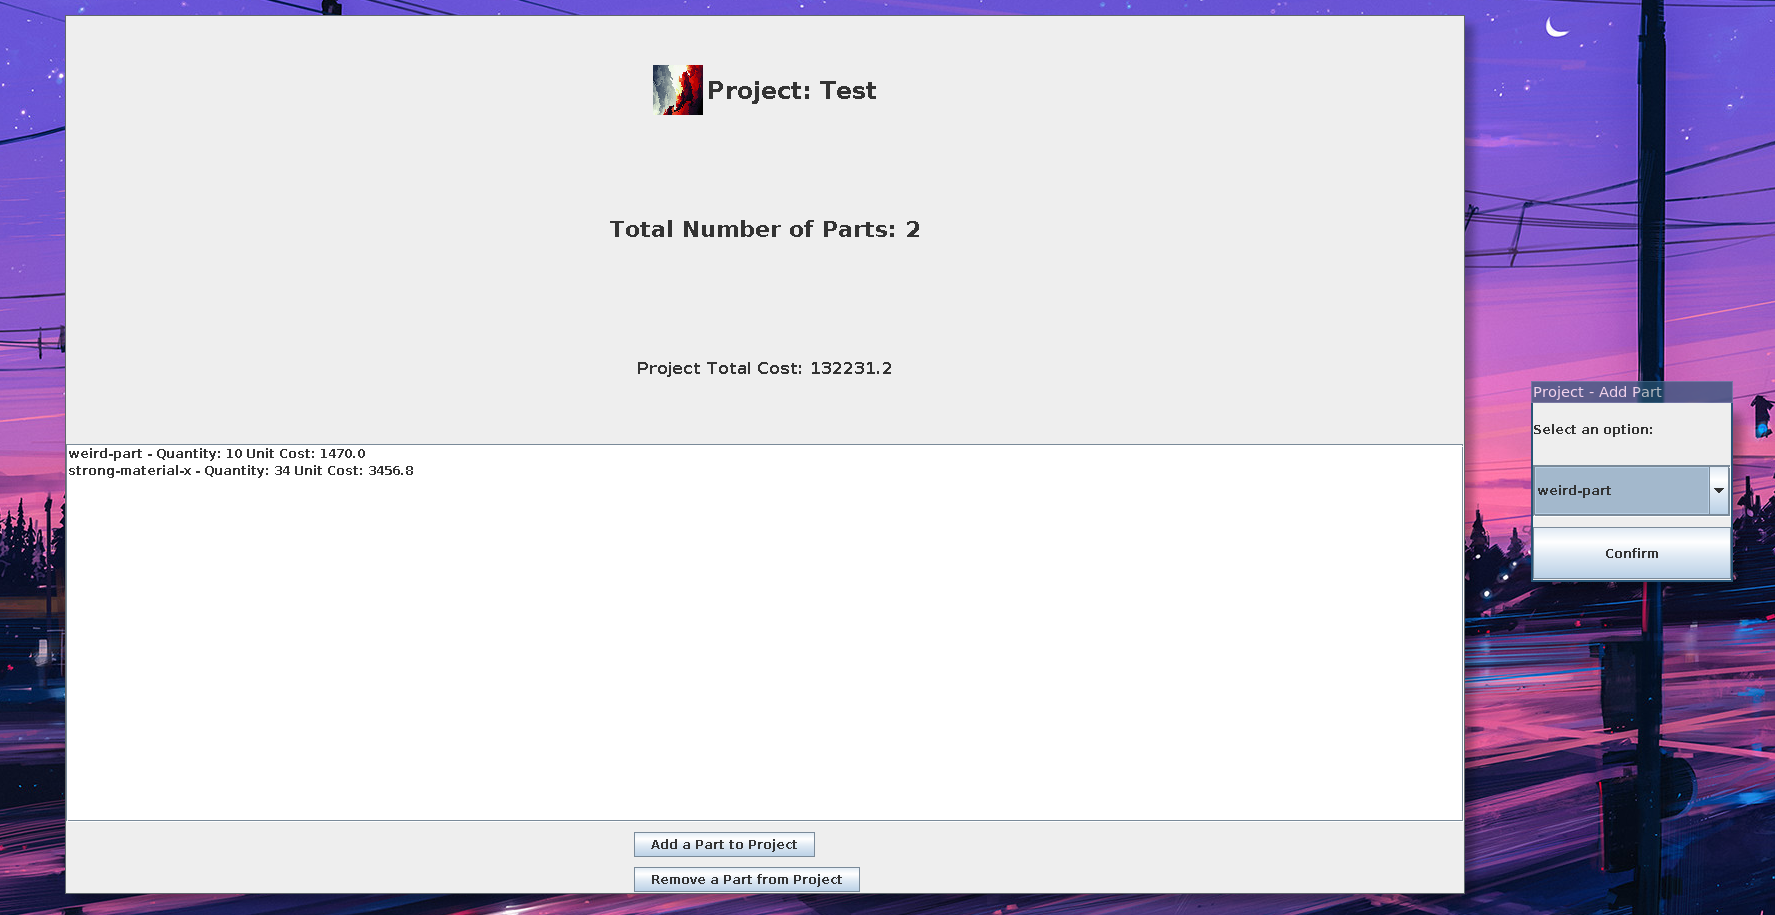 Project: Test
Total Number of Parts: 2
Project Total Cost: 132231.2
weird-part - Quantity: 10 Unit Cost: 1470.0
strong-material-x - Quantity: 34 Unit Cost: 3456.8
Add a Part to Project
Remove a Part from Project
Project - Add Part
Select an option:
weird-part
Confirm